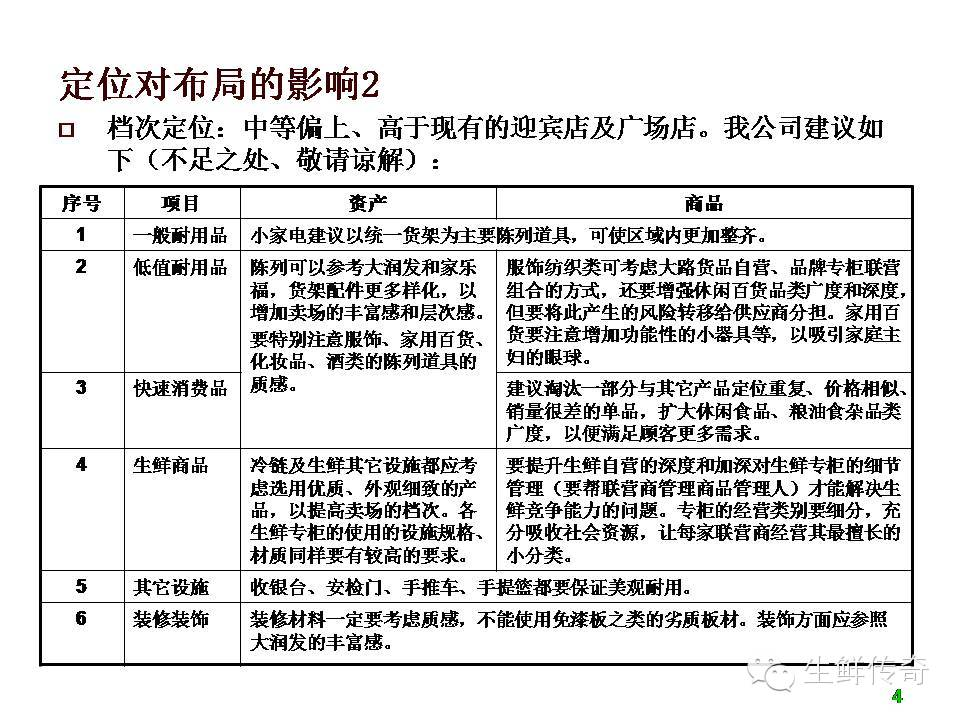 定位对布局的影响2
档次定位：中等偏上、高于现有的迎宾店及广场店。我公司建议如
下（不足之处、敬请谅解）：
序号 项目 资产 商品
1 一般耐用品 小家电建议以统一货架为主要陈列道具，可使区域内更加整齐。
2 低值耐用品
陈列可以参考大润发和家乐
福，货架配件更多样化，以
增加卖场的丰富感和层次感。
要特别注意服饰、家用百货、
化妆品、酒类的陈列道具的
质感。
服饰纺织类可考虑大路货品自营、品牌专柜联营
组合的方式，还要增强休闲百货品类广度和深度，
但要将此产生的风险转移给供应商分担。家用百
货要注意增加功能性的小器具等，以吸引家庭主
妇的眼球。
3 快速消费品
建议淘汰一部分与其它产品定位重复、价格相似、
销量很差的单品，扩大休闲食品、粮油食杂品类
广度，以便满足顾客更多需求。
4 生鲜商品
冷链及生鲜其它设施都应考
虑选用优质、外观细致的产
品，以提高卖场的档次。各
生鲜专柜的使用的设施规格、
材质同样要有较高的要求。
要提升生鲜自营的深度和加深对生鲜专柜的细节
管理（要帮联营商管理商品管理人）才能解决生
鲜竞争能力的问题。专柜的经营类别要细分，充
分吸收社会资源，让每家联营商经营其最擅长的
小分类。
5 其它设施 收银台、安检门、手推车、手提篮都要保证美观耐用。
6 装修装饰
装修材料一定要考虑质感，不能使用免漆板之类的劣质板材。装饰方面应参照
大润发的丰富感。
生鲜传奇
4